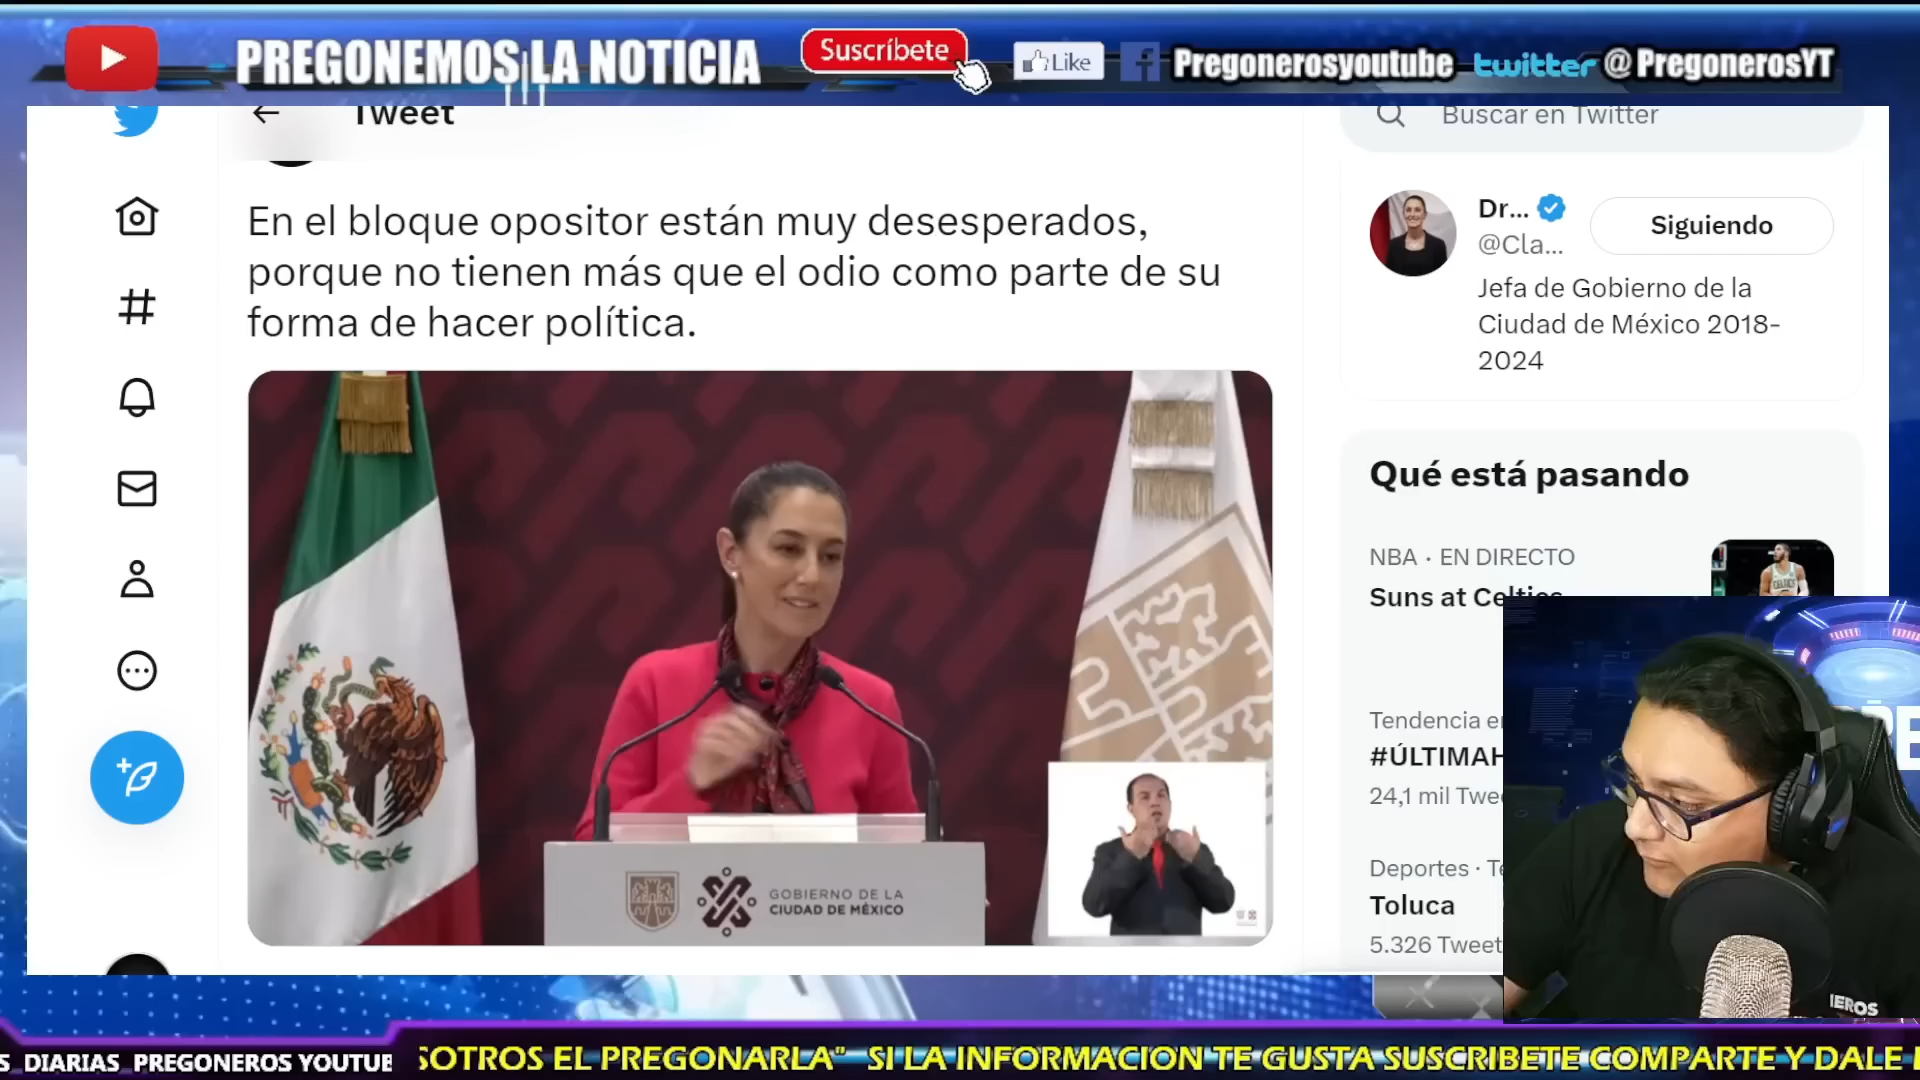 PREGONEMOS LA NOTICIA
Suscríbete
Like
Pregonerosyoutube
twitter @PregonerosYT
Tweet
Buscar en Twitter
En el bloque opositor están muy desesperados,
porque no tienen más que el odio como parte de su
forma de hacer política.
GOBIERNO DE LA
CIUDAD DE MÉXICO
Dr...
@Cla...
Siguiendo
Jefa de Gobierno de la
Ciudad de México 2018-
2024
Qué está pasando
NBA · EN DIRECTO
Suns at Celtics
Tendencia
24,1 mil
Deportes ·
Toluca
5.326 Tweet
DIARIAS PREGONEROS
EL PREGONARLA" SI LA INFORMACION TE GUSTA SUSCRIBETE COMPARTE Y DALE